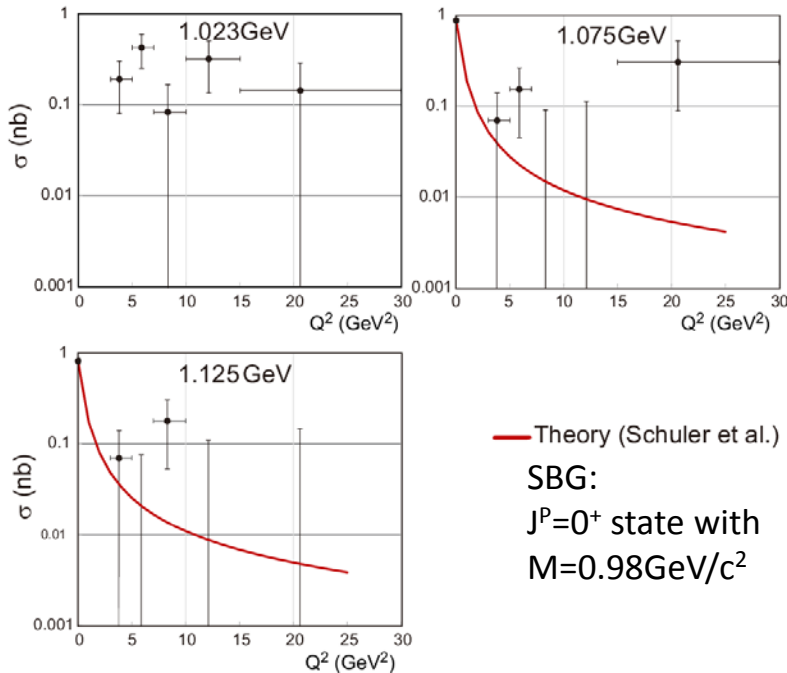 1.023GeV
1
0.1
0.01
0.001
σ (nb)
0 5 10 15 20 25 30
Q² (GeV²)
1.075GeV
1
0.1
0.01
0.001
0 5 10 15 20 25 30
Q² (GeV²)
1.125GeV
1
0.1
0.01
0.001
σ (nb)
0 5 10 15 20 25 30
Q² (GeV²)
Theory (Schuler et al.)
SBG:
Jᴾ=0⁺ state with
M=0.98GeV/c²